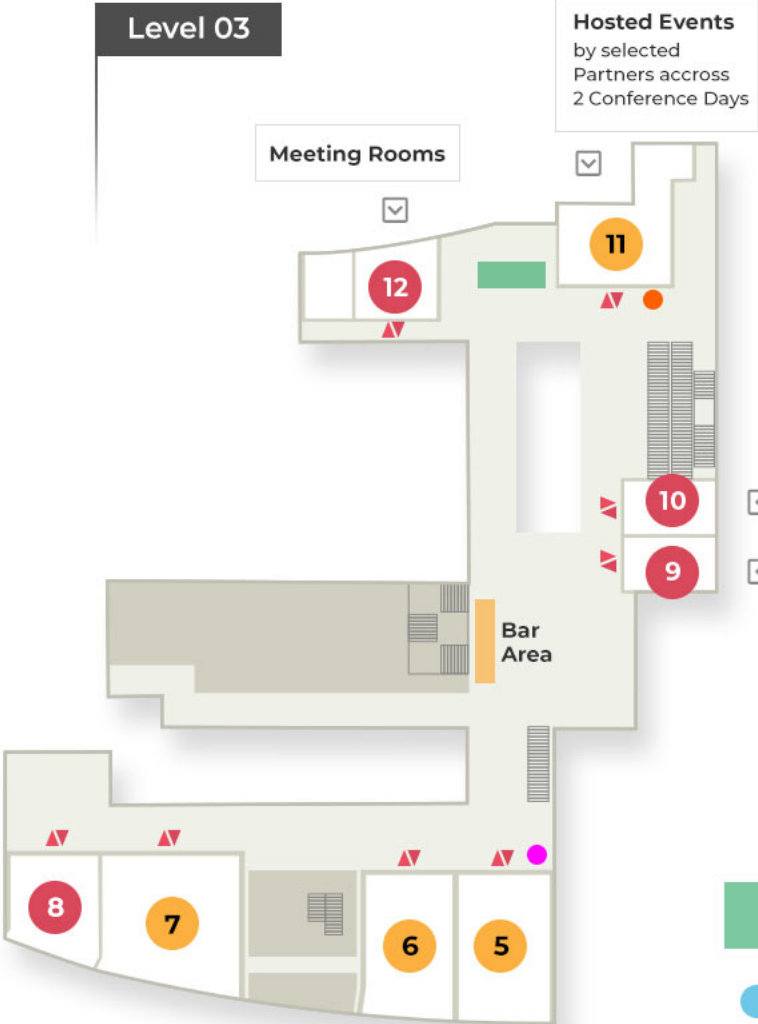 Level 03
Hosted Events
by selected
Partners accross
2 Conference Days
Meeting Rooms
11
12
10
9
Bar
Area
8
7
6
5